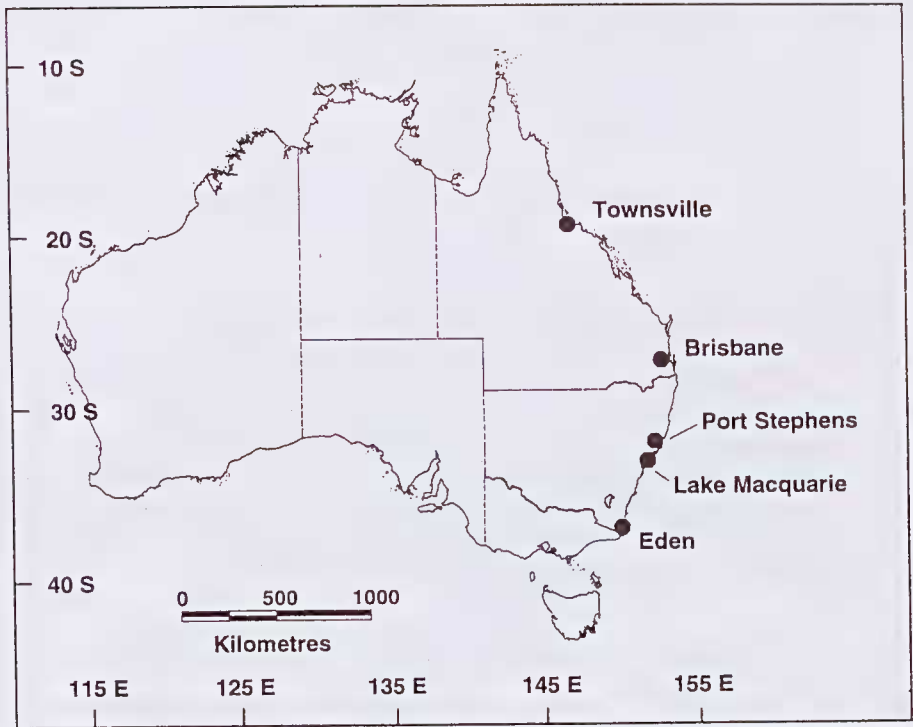 10 S
Townsville
20 S
Brisbane
30 S
Port Stephens
Lake Macquarie
Eden
40 S
0 500 1000
Kilometres
115 E 125 E 135 E 145 E 155 E